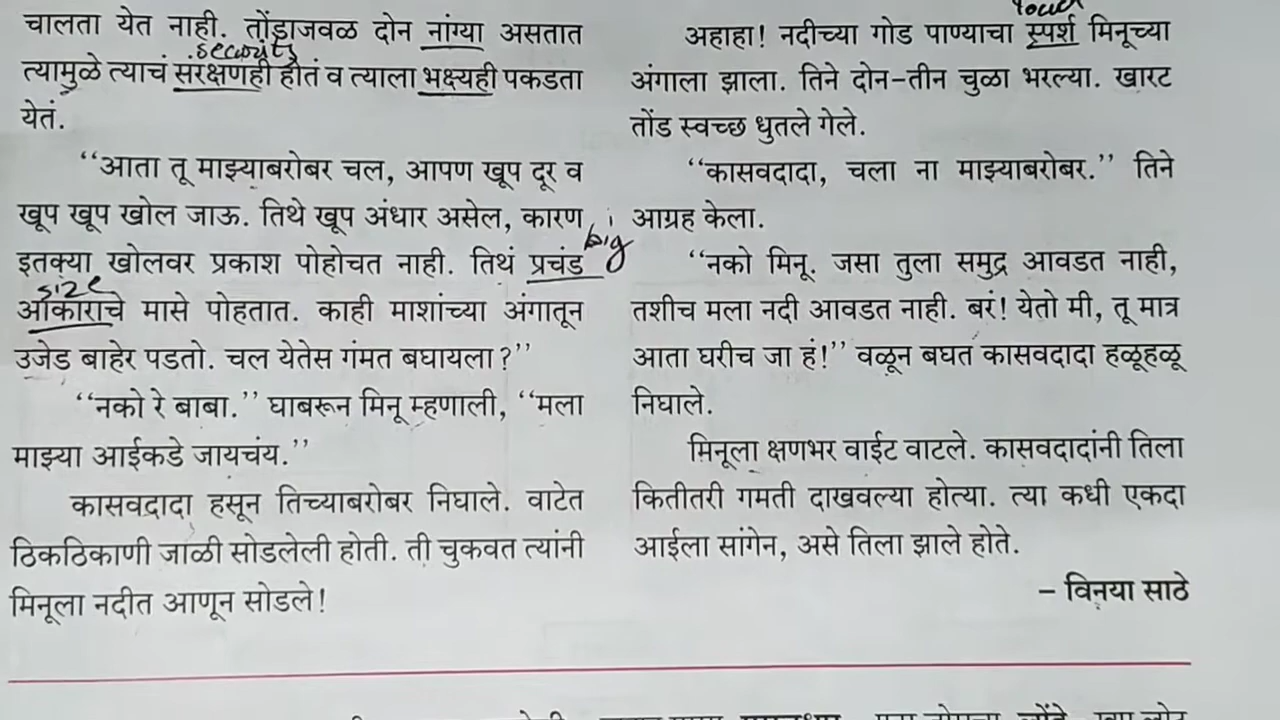 चालता येत नाही. तोंडाजवळ दोन नांग्या असतात
security
त्यामुळे त्याचं संरक्षणही होतं व त्याला भक्ष्यही पकडता
येतं.
‘‘आता तू माझ्याबरोबर चल, आपण खूप दूर व
खूप खूप खोल जाऊ. तिथे खूप अंधार असेल, कारण
big
इतक्या खोलवर प्रकाश पोहोचत नाही. तिथं प्रचंड
size
आकाराचे मासे पोहतात. काही माशांच्या अंगातून
उजेड बाहेर पडतो. चल येतेस गंमत बघायला?’’
‘‘नको रे बाबा.’’ घाबरून मिनू म्हणाली, ‘‘मला
माझ्या आईकडे जायचंय.’’
कासवदादा हसून तिच्याबरोबर निघाले. वाटेत
ठिकठिकाणी जाळी सोडलेली होती. ती चुकवत त्यांनी
मिनूला नदीत आणून सोडले!
touch
अहाहा! नदीच्या गोड पाण्याचा स्पर्श मिनूच्या
अंगाला झाला. तिने दोन-तीन चुळा भरल्या. खारट
तोंड स्वच्छ धुतले गेले.
‘‘कासवदादा, चला ना माझ्याबरोबर.’’ तिने
आग्रह केला.
‘‘नको मिनू. जसा तुला समुद्र आवडत नाही,
तशीच मला नदी आवडत नाही. बरं! येतो मी, तू मात्र
आता घरीच जा हं!’’ वळून बघत कासवदादा हळूहळू
निघाले.
मिनूला क्षणभर वाईट वाटले. कासवदादांनी तिला
कितीतरी गमती दाखवल्या होत्या. त्या कधी एकदा
आईला सांगेन, असे तिला झाले होते.
– विनया साठे